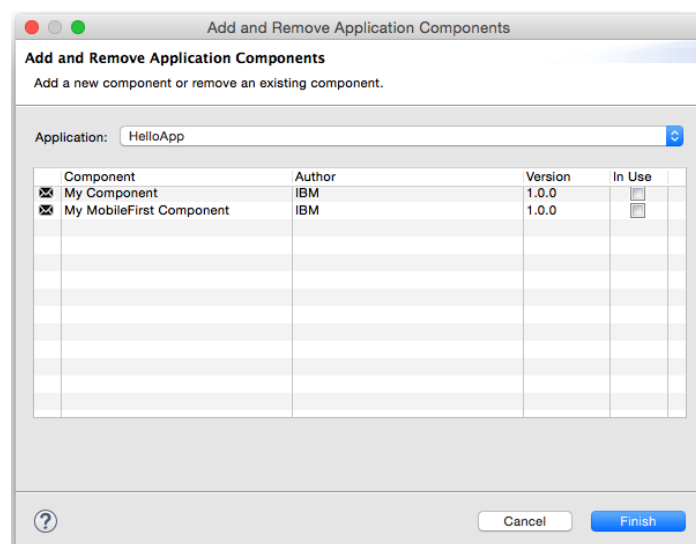 Add and Remove Application Components
Add and Remove Application Components
Add a new component or remove an existing component.
Application: HelloApp
Component Author Version In Use
My Component IBM 1.0.0
My MobileFirst Component IBM 1.0.0
? Cancel Finish